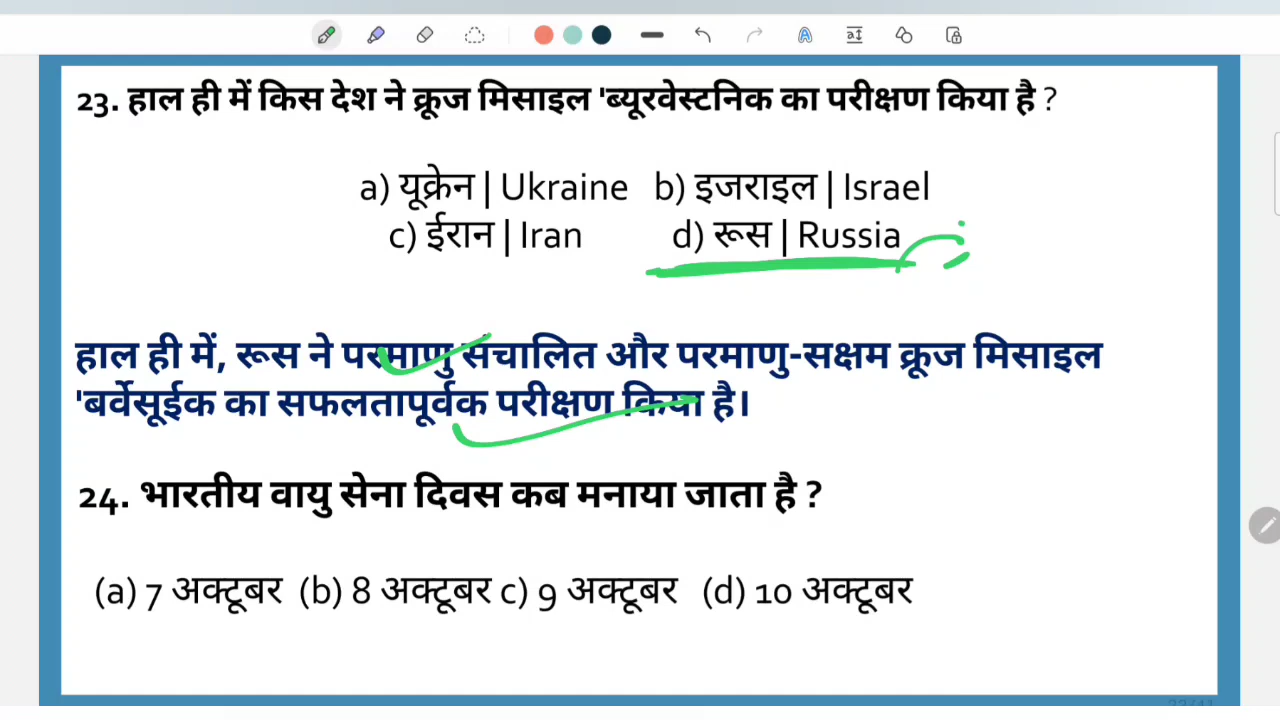 23. हाल ही में किस देश ने क्रूज मिसाइल 'ब्यूरवेस्टनिक का परीक्षण किया है ?
a) यूक्रेन | Ukraine b) इजराइल | Israel
c) ईरान | Iran d) रूस | Russia
हाल ही में, रूस ने परमाणु संचालित और परमाणु-सक्षम क्रूज मिसाइल
'बर्वेसूईक का सफलतापूर्वक परीक्षण किया है।
24. भारतीय वायु सेना दिवस कब मनाया जाता है ?
(a) 7 अक्टूबर (b) 8 अक्टूबर c) 9 अक्टूबर (d) 10 अक्टूबर